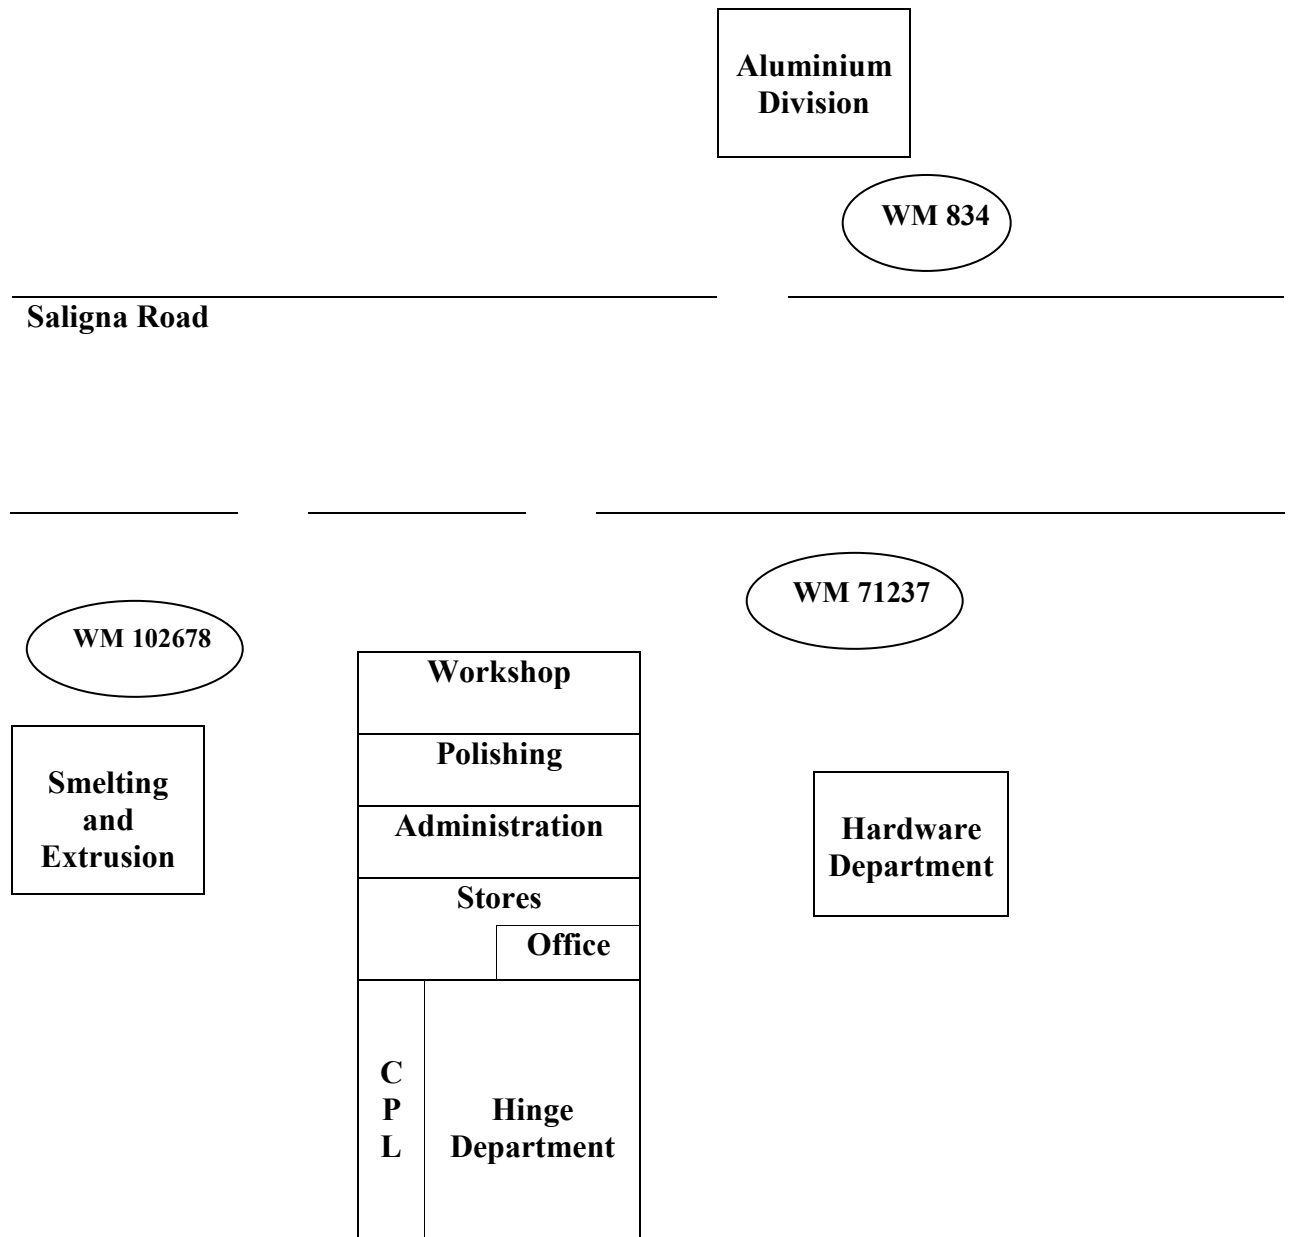 Aluminium
Division
WM 834
Saligna Road
WM 71237
WM 102678
Workshop
Polishing
Smelting
and
Extrusion
Administration
Hardware
Department
Stores
Office
C
P
L
Hinge
Department